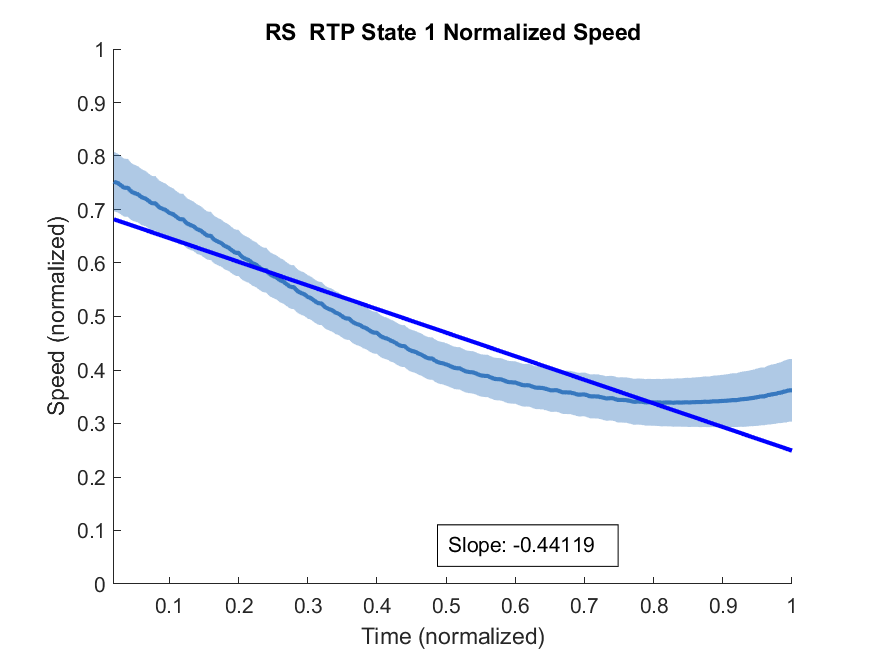 RS  RTP State 1 Normalized Speed
1
0.9
0.8
0.7
0.6
0.5
0.4
0.3
0.2
0.1
0
Speed (normalized)
Slope: -0.44119
0.1 0.2 0.3 0.4 0.5 0.6 0.7 0.8 0.9 1
Time (normalized)